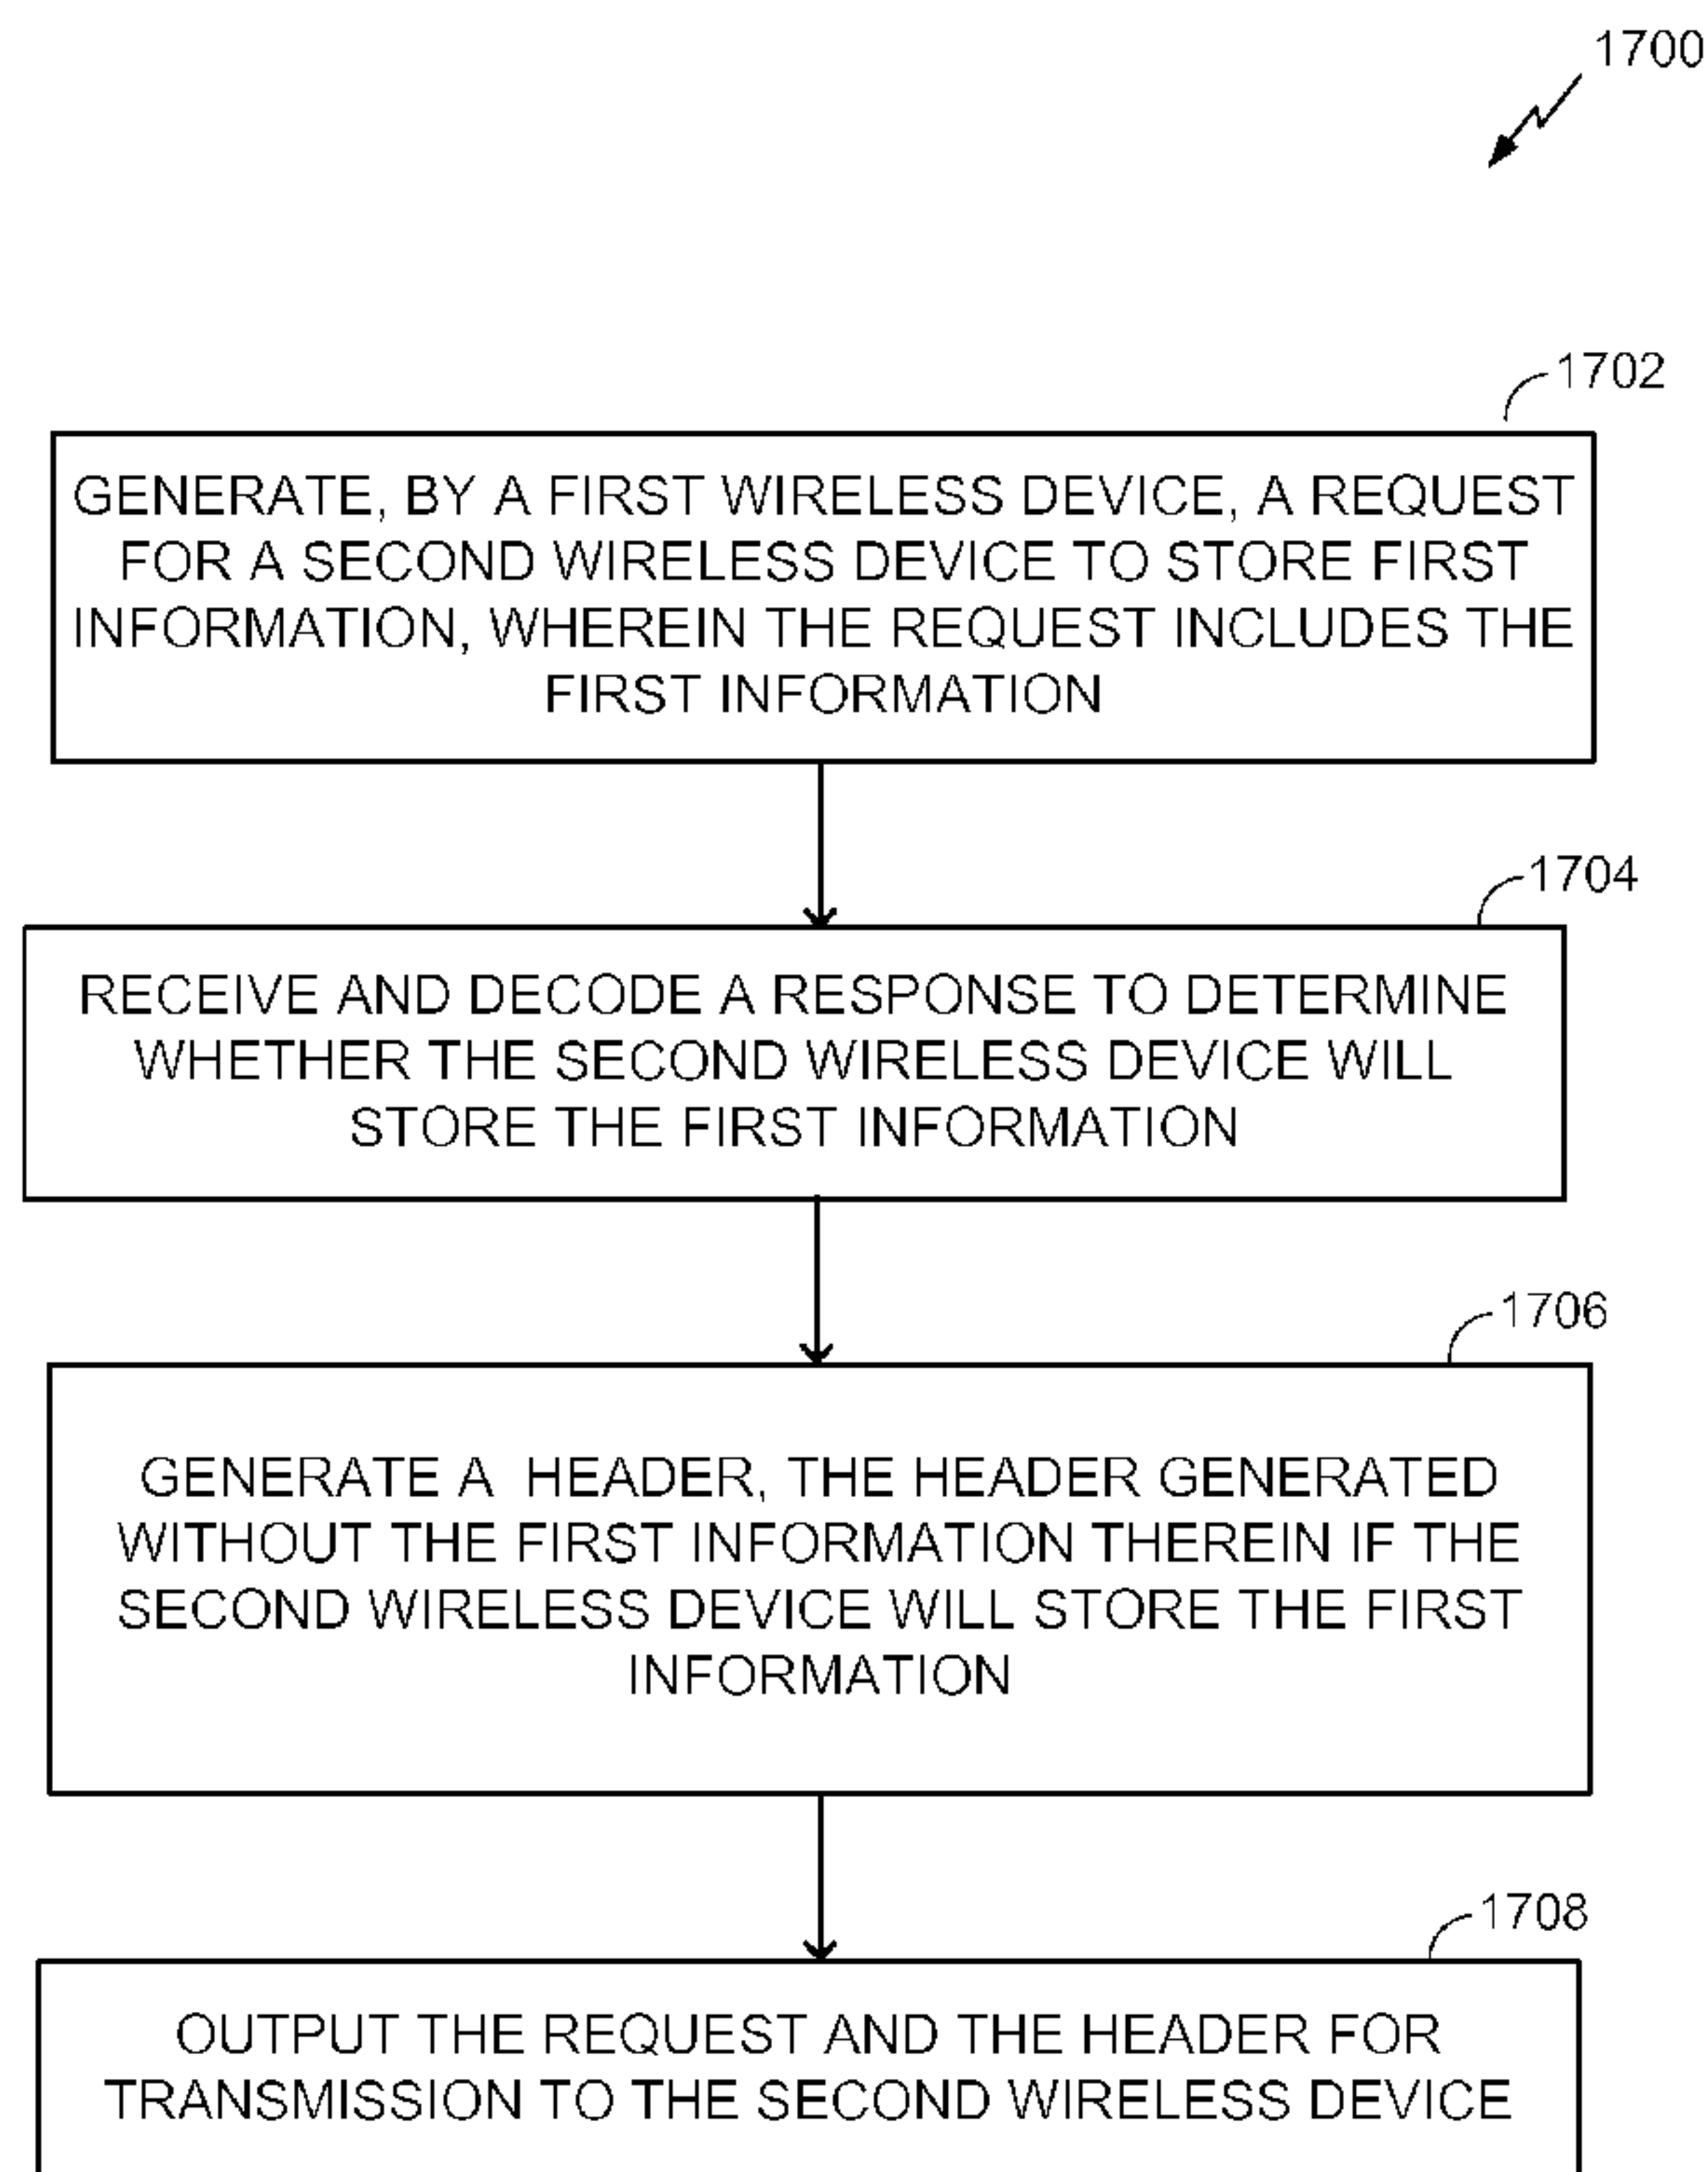 1700
1702
GENERATE, BY A FIRST WIRELESS DEVICE, A REQUEST
FOR A SECOND WIRELESS DEVICE TO STORE FIRST
INFORMATION, WHEREIN THE REQUEST INCLUDES THE
FIRST INFORMATION
1704
RECEIVE AND DECODE A RESPONSE TO DETERMINE
WHETHER THE SECOND WIRELESS DEVICE WILL
STORE THE FIRST INFORMATION
1706
GENERATE A HEADER, THE HEADER GENERATED
WITHOUT THE FIRST INFORMATION THEREIN IF THE
SECOND WIRELESS DEVICE WILL STORE THE FIRST
INFORMATION
1708
OUTPUT THE REQUEST AND THE HEADER FOR
TRANSMISSION TO THE SECOND WIRELESS DEVICE